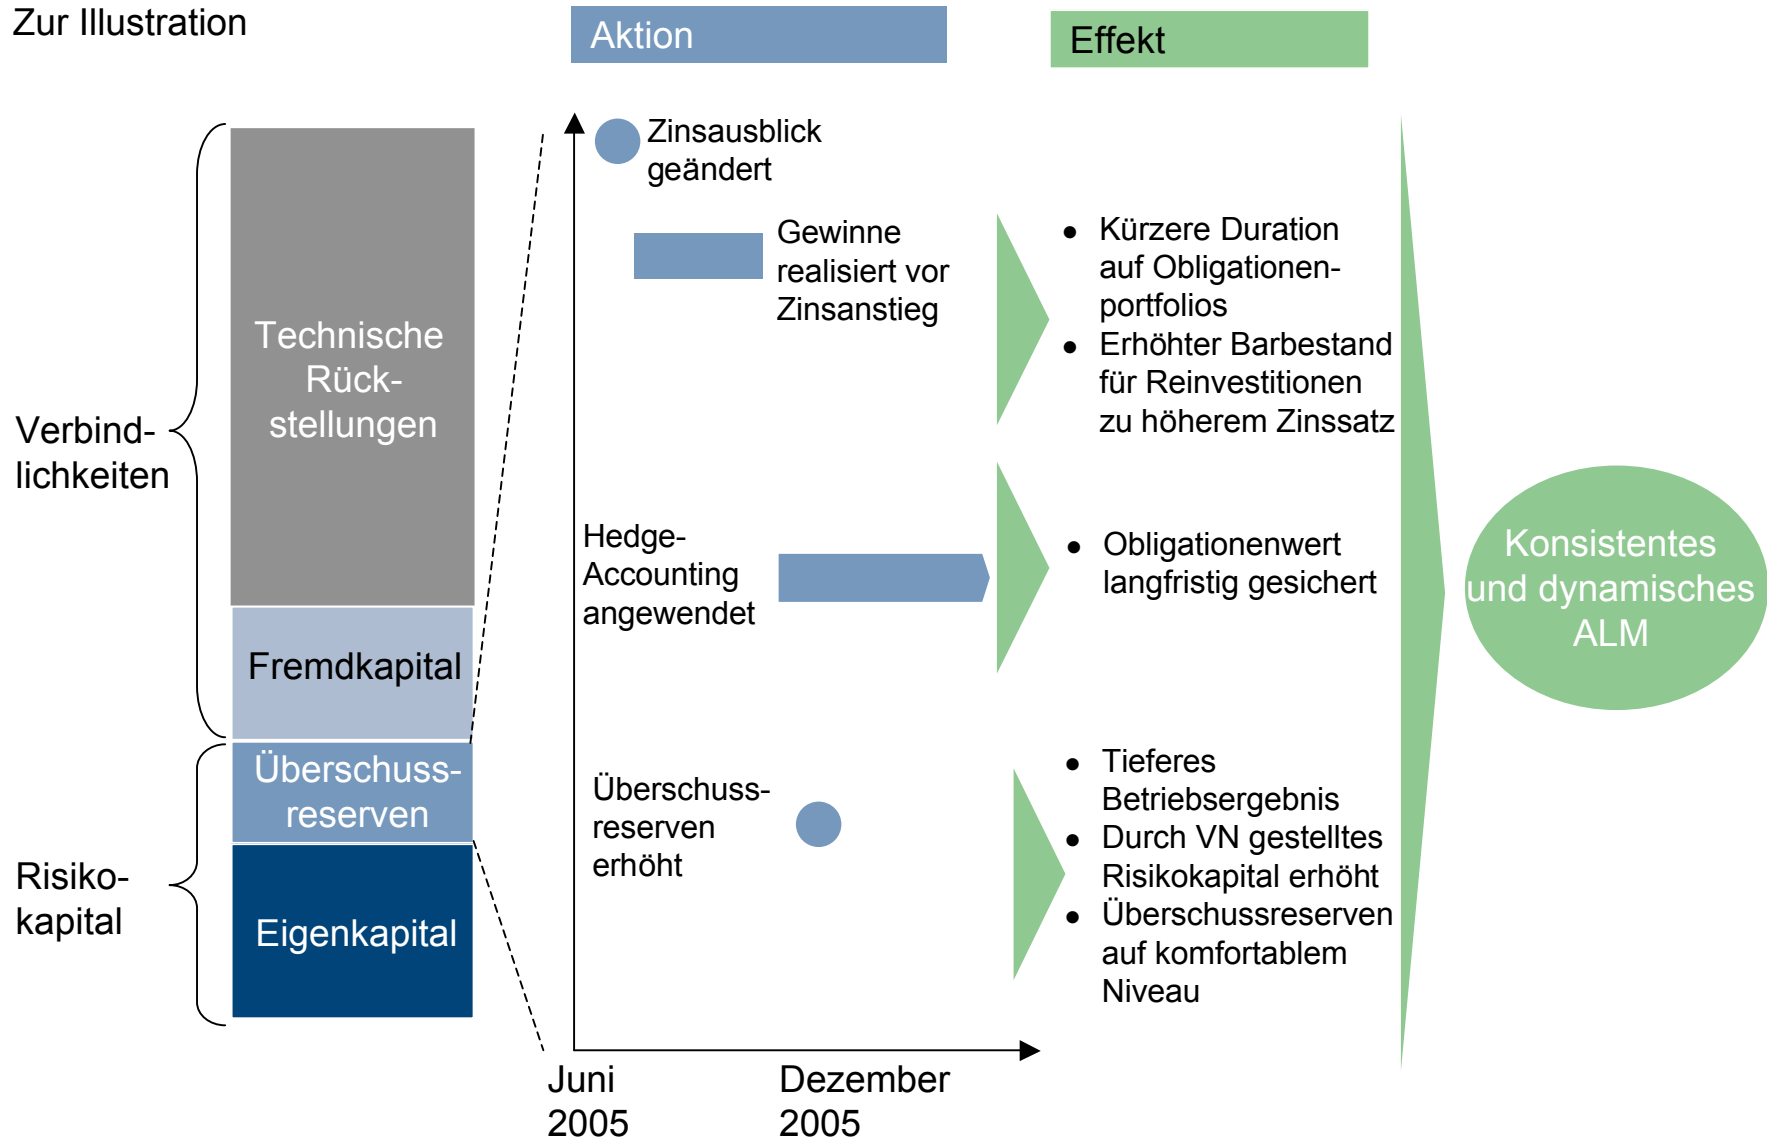 Zur Illustration
Aktion
Effekt
Verbind-
lichkeiten
Risiko-
kapital
Technische
Rück-
stellungen
Fremdkapital
Überschuss-
reserven
Eigenkapital
Zinsausblick
geändert
Gewinne
realisiert vor
Zinsanstieg
Hedge-
Accounting
angewendet
Überschuss-
reserven
erhöht
Juni
2005
Dezember
2005
● Kürzere Duration
auf Obligationen-
portfolios
● Erhöhter Barbestand
für Reinvestitionen
zu höherem Zinssatz
● Obligationenwert
langfristig gesichert
● Tieferes
Betriebsergebnis
● Durch VN gestelltes
Risikokapital erhöht
● Überschussreserven
auf komfortablem
Niveau
Konsistentes
und dynamisches
ALM